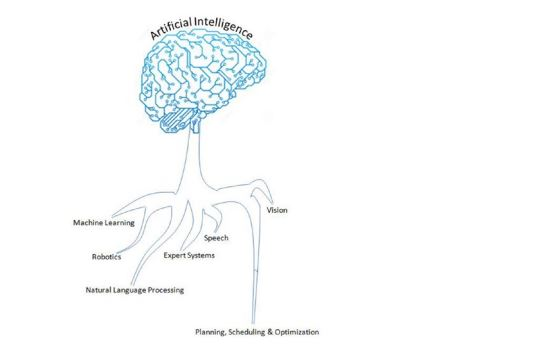 Artificial Intelligence
Machine Learning
Vision
Speech
Robotics
Expert Systems
Natural Language Processing
Planning, Scheduling & Optimization